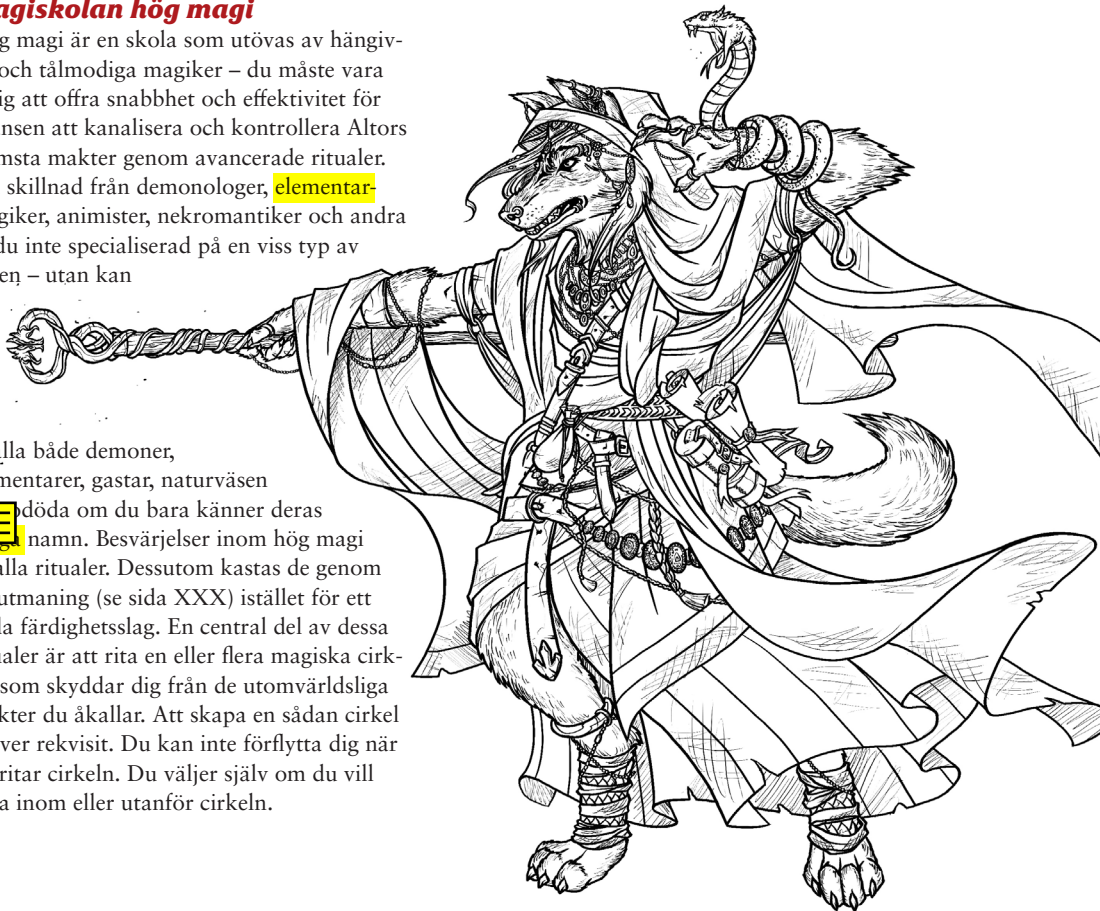 agiskolan hög magi
g magi är en skola som utövas av hängiv-
och tålmodiga magiker – du måste vara
ig att offra snabbhet och effektivitet för
nsen att kanalisera och kontrollera Altors
msta makter genom avancerade ritualer.
skillnad från demonologer, elementar-
giker, animister, nekromantiker och andra
du inte specialiserad på en viss typ av
en – utan kan
lla både demoner,
mentarer, gastar, naturväsen
döda om du bara känner deras
namn. Besvärjelser inom hög magi
alla ritualer. Dessutom kastas de genom
utmaning (se sida XXX) istället för ett
la färdighetsslag. En central del av dessa
ualer är att rita en eller flera magiska cirk-
som skyddar dig från de utomvärldsliga
kter du åkallar. Att skapa en sådan cirkel
ver rekvisit. Du kan inte förflytta dig när
ritar cirkeln. Du väljer själv om du vill
a inom eller utanför cirkeln.